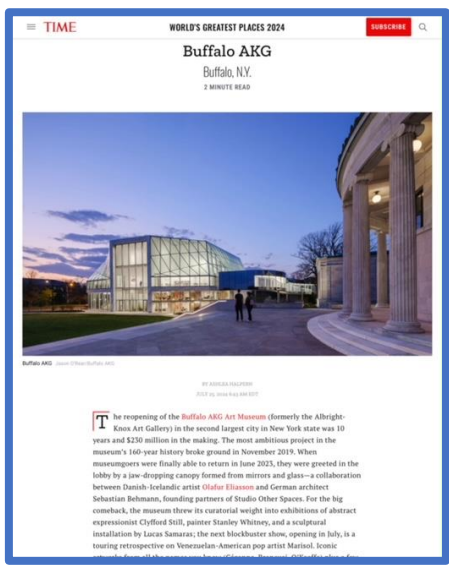 TIME
WORLD'S GREATEST PLACES 2024
SUBSCRIBE
Buffalo AKG
Buffalo, N.Y.
2 MINUTE READ
Buffalo AKG
BY ADELEA HALPERN
The reopening of the Buffalo AKG Art Museum (formerly the Albright-
Knox Art Gallery) in the second largest city in New York state was 10
years and $230 million in the making. The most ambitious project in the
museum's 160-year history broke ground in November 2019. When
museumgoers were finally able to return in June 2023, they were greeted in the
lobby by a jaw-dropping canopy formed from mirrors and glass—a collaboration
between Danish-Icelandic artist Olafur Eliasson and German architect
Sebastian Behmann, founding partners of Studio Other Spaces. For the big
comeback, the museum threw its curatorial weight into exhibitions of abstract
expressionist Clyfford Still, painter Stanley Whitney, and a sculptural
installation by Lucas Samaras; the next blockbuster show, opening in July, is a
touring retrospective on Venezuelan-American pop artist Marisol. Iconic